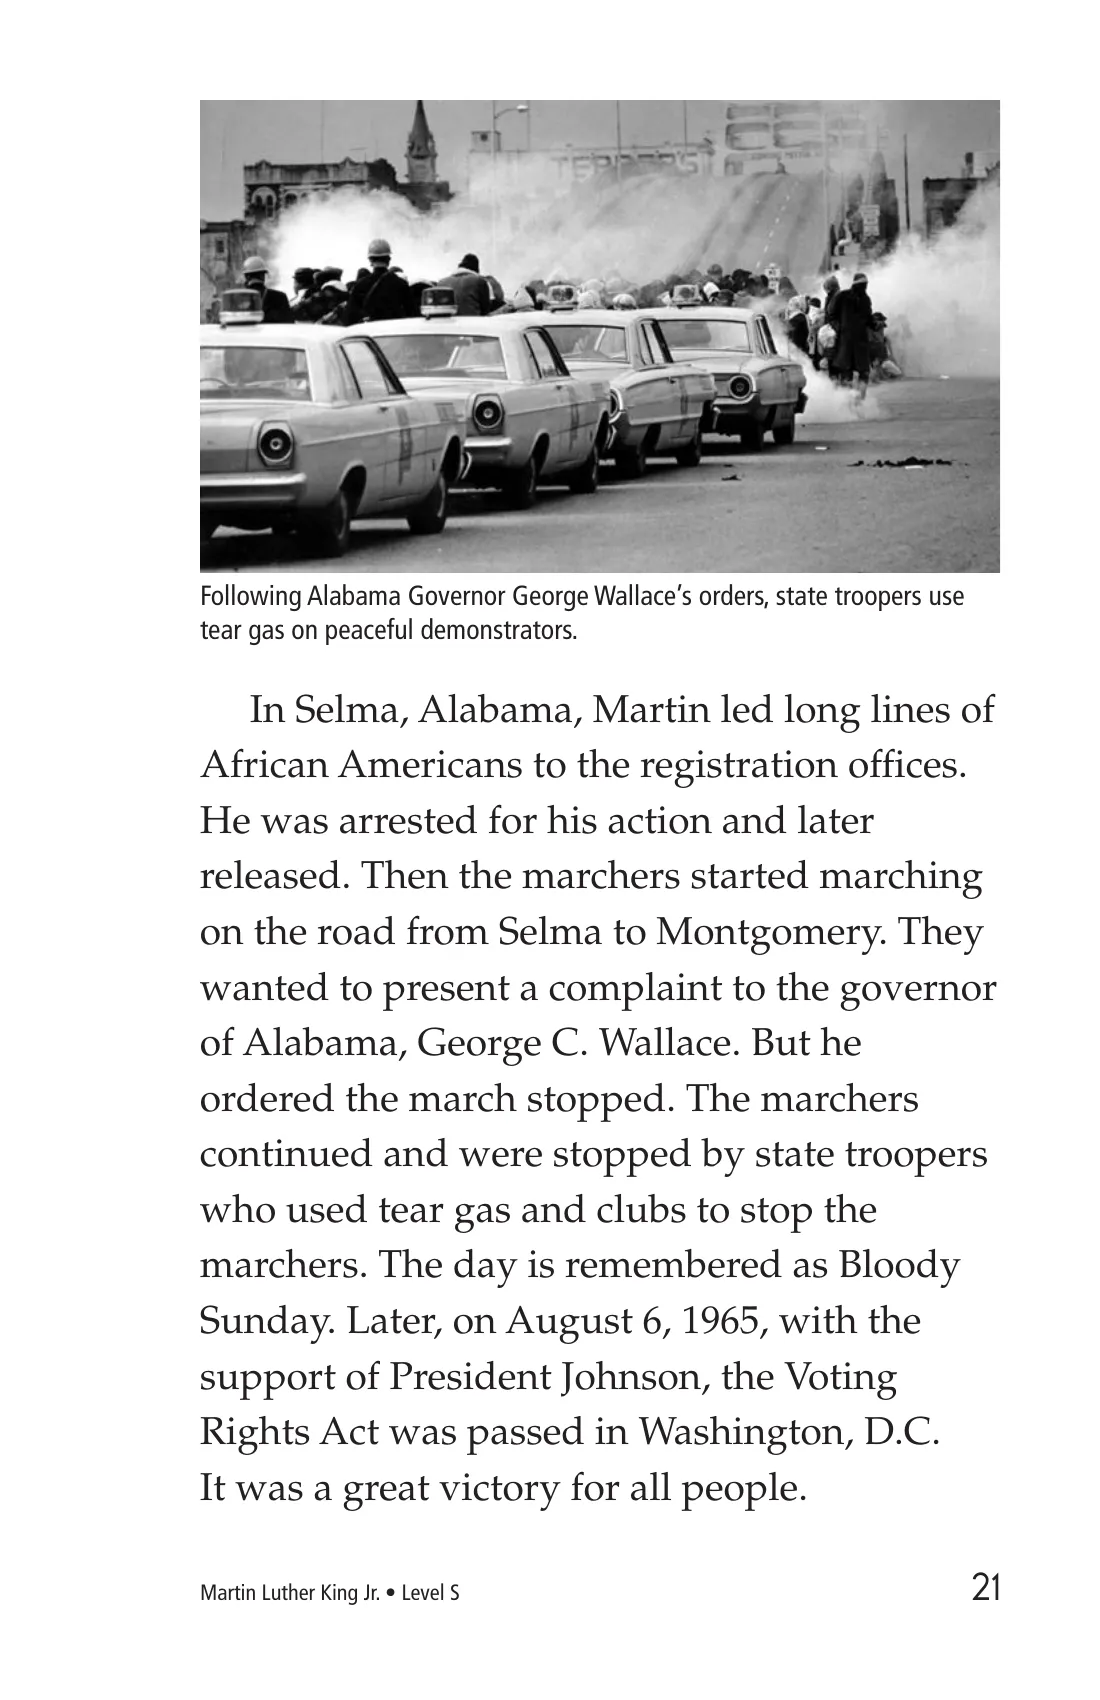 TEPPER'S
Following Alabama Governor George Wallace’s orders, state troopers use
tear gas on peaceful demonstrators.
In Selma, Alabama, Martin led long lines of
African Americans to the registration offices.
He was arrested for his action and later
released. Then the marchers started marching
on the road from Selma to Montgomery. They
wanted to present a complaint to the governor
of Alabama, George C. Wallace. But he
ordered the march stopped. The marchers
continued and were stopped by state troopers
who used tear gas and clubs to stop the
marchers. The day is remembered as Bloody
Sunday. Later, on August 6, 1965, with the
support of President Johnson, the Voting
Rights Act was passed in Washington, D.C.
It was a great victory for all people.
Martin Luther King Jr. • Level S
21